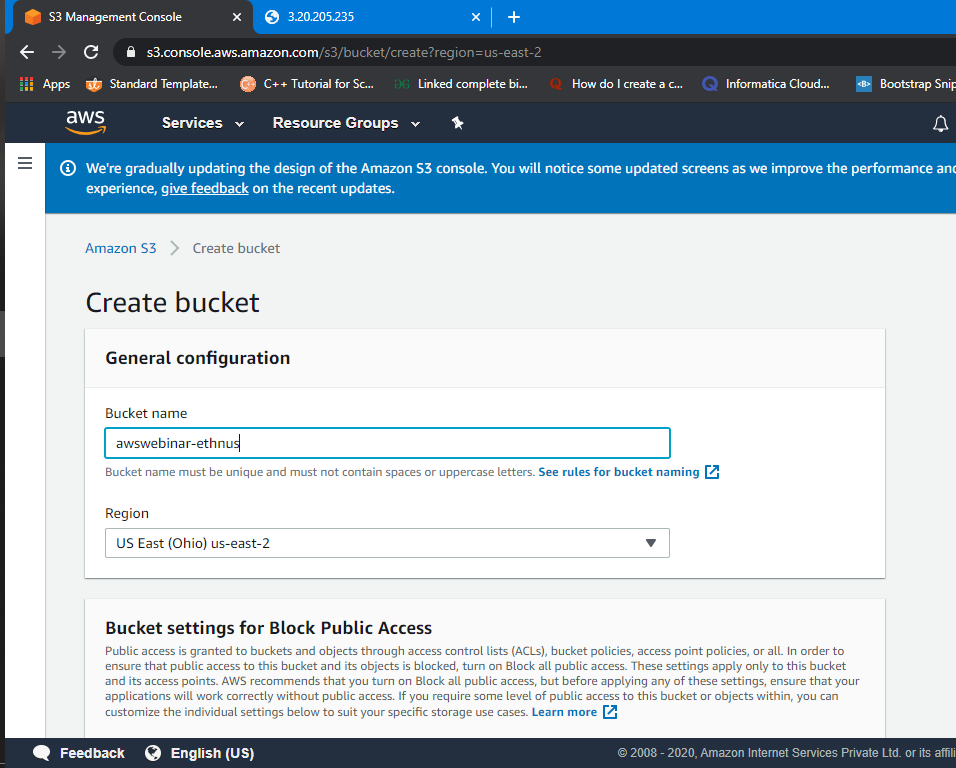 S3 Management Console
3.20.205.235
s3.console.aws.amazon.com/s3/bucket/create?region=us-east-2
Apps
Standard Template...
C++ Tutorial for Sc...
Linked complete bi...
How do I create a c...
Informatica Cloud...
Bootstrap Snip
aws
Services
Resource Groups
We're gradually updating the design of the Amazon S3 console. You will notice some updated screens as we improve the performance and
experience, give feedback on the recent updates.
Amazon S3
Create bucket
Create bucket
General configuration
Bucket name
awswebinar-ethnus
Bucket name must be unique and must not contain spaces or uppercase letters. See rules for bucket naming
Region
US East (Ohio) us-east-2
Bucket settings for Block Public Access
Public access is granted to buckets and objects through access control lists (ACLs), bucket policies, access point policies, or all. In order to
ensure that public access to this bucket and its objects is blocked, turn on Block all public access. These settings apply only to this bucket
and its access points. AWS recommends that you turn on Block all public access, but before applying any of these settings, ensure that your
applications will work correctly without public access. If you require some level of public access to this bucket or objects within, you can
customize the individual settings below to suit your specific storage use cases. Learn more
Feedback
English (US)
© 2008 - 2020, Amazon Internet Services Private Ltd. or its affili